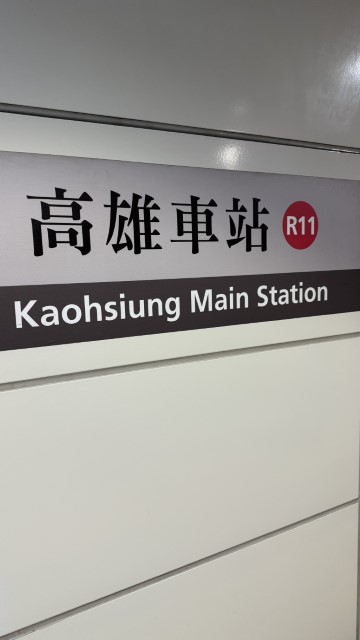 高雄車站 R11
Kaohsiung Main Station